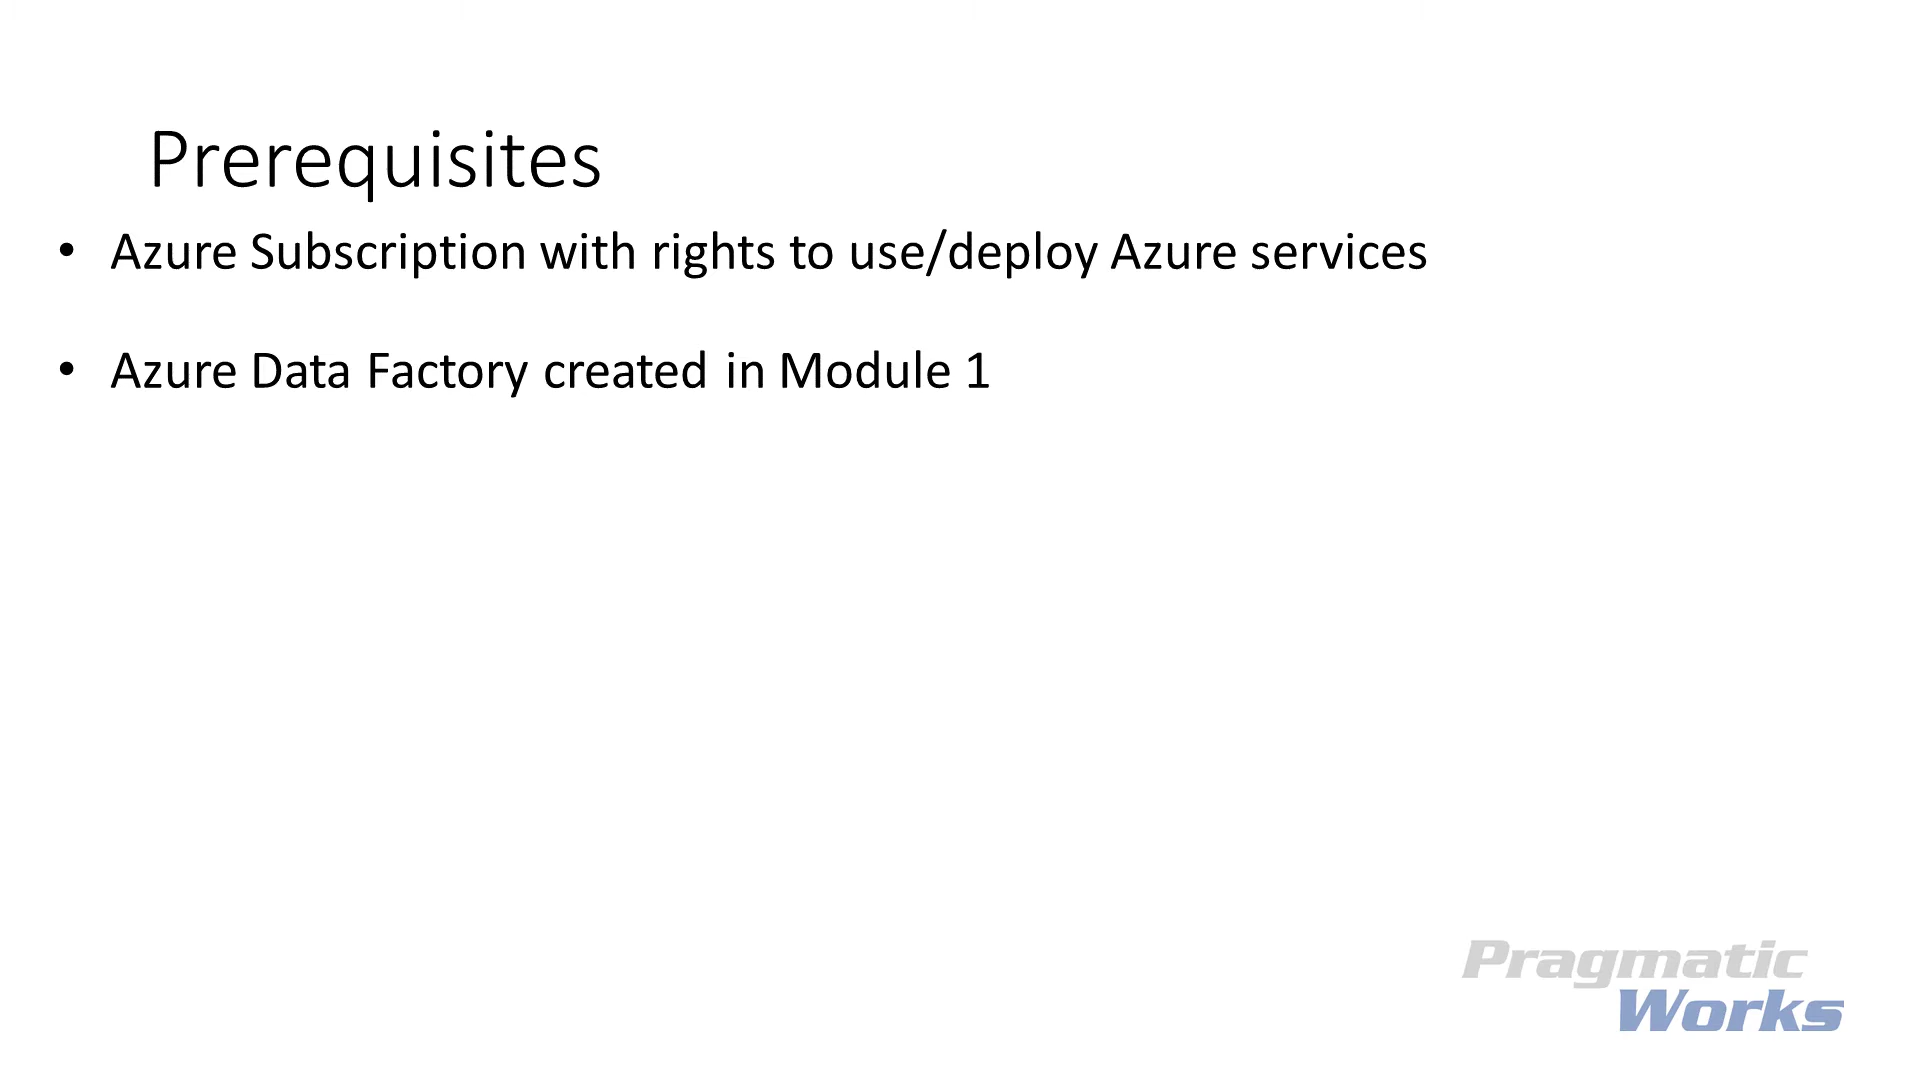 Prerequisites
• Azure Subscription with rights to use/deploy Azure services
• Azure Data Factory created in Module 1
Pragmatic
Works